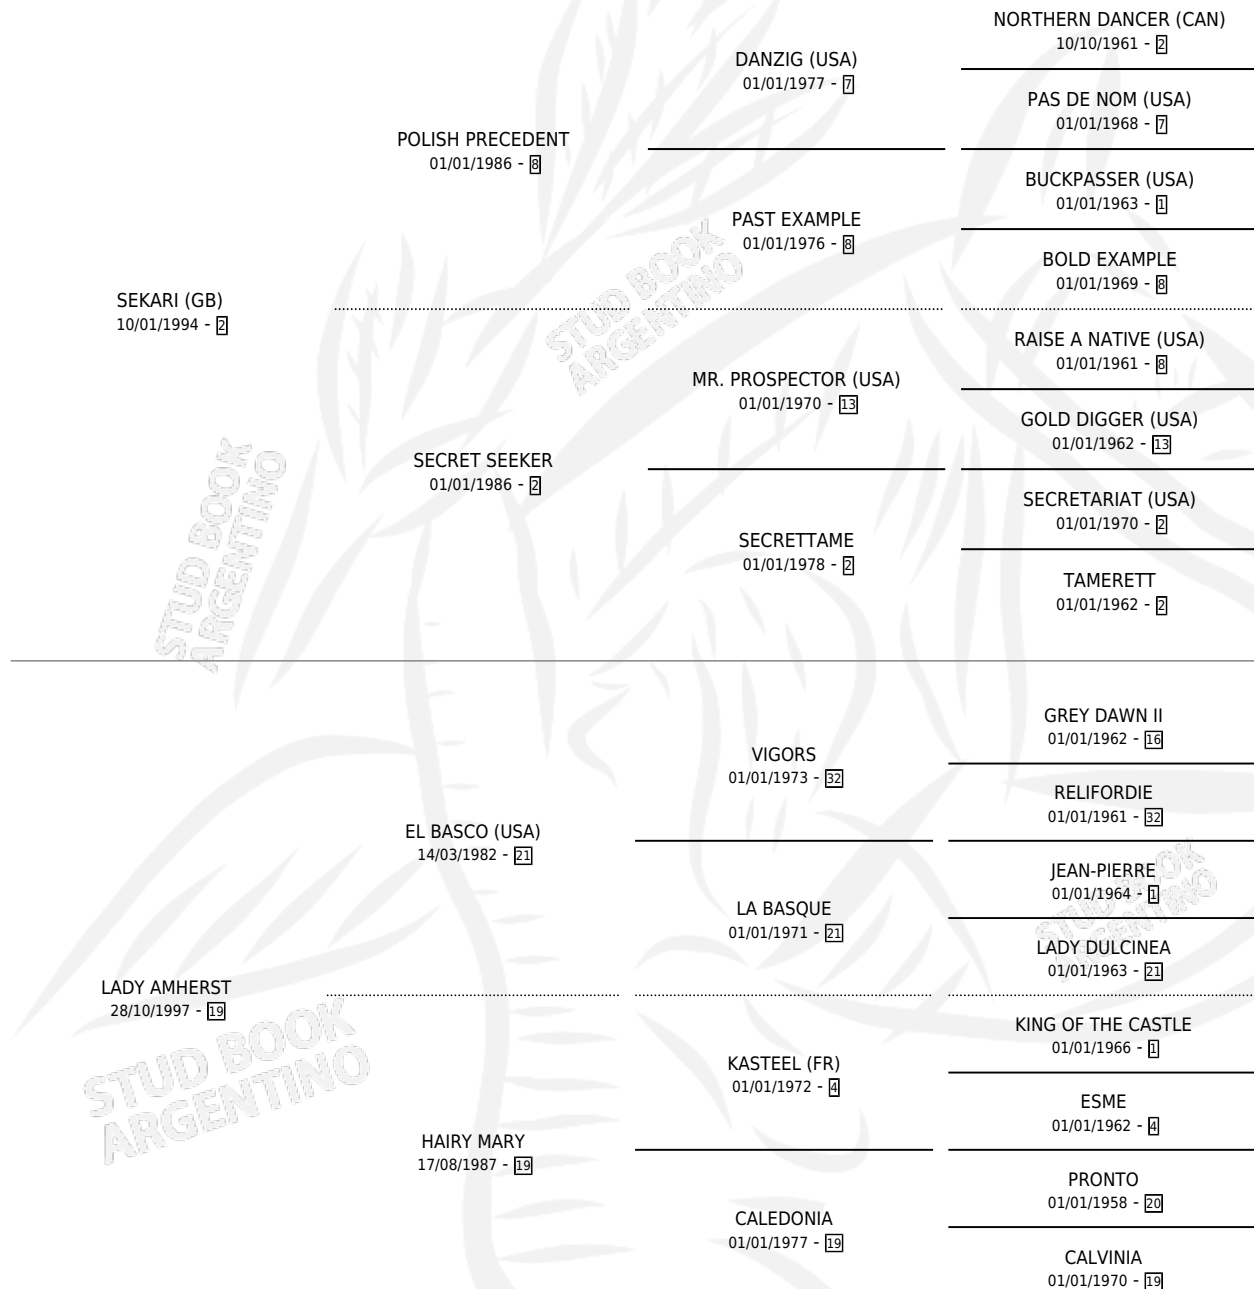 NORTHERN DANCER (CAN)
10/10/1961 - 2
DANZIG (USA)
01/01/1977 - 7
PAS DE NOM (USA)
01/01/1968 - 7
POLISH PRECEDENT
01/01/1986 - 8
BUCKPASSER (USA)
01/01/1963 - 1
PAST EXAMPLE
01/01/1976 - 8
BOLD EXAMPLE
01/01/1969 - 8
SEKARI (GB)
10/01/1994 - 2
STUD BOOK
ARGENTINO
RAISE A NATIVE (USA)
01/01/1961 - 8
MR. PROSPECTOR (USA)
01/01/1970 - 13
GOLD DIGGER (USA)
01/01/1962 - 13
SECRET SEEKER
01/01/1986 - 2
SECRETARIAT (USA)
01/01/1970 - 2
SECRETTAME
01/01/1978 - 2
TAMERETT
01/01/1962 - 2
STUD BOOK
ARGENTINO
GREY DAWN II
01/01/1962 - 16
VIGORS
01/01/1973 - 32
RELIFORDIE
01/01/1961 - 32
EL BASCO (USA)
14/03/1982 - 21
JEAN-PIERRE
01/01/1964 - 1
LA BASQUE
01/01/1971 - 21
STUD BOOK
ARGENTINO
LADY DULCINEA
01/01/1963 - 21
LADY AMHERST
28/10/1997 - 19
STUD BOOK
ARGENTINO
KING OF THE CASTLE
01/01/1966 - 1
KASTEEL (FR)
01/01/1972 - 4
ESME
01/01/1962 - 4
HAIRY MARY
17/08/1987 - 19
PRONTO
01/01/1958 - 20
CALEDONIA
01/01/1977 - 19
CALVINIA
01/01/1970 - 19